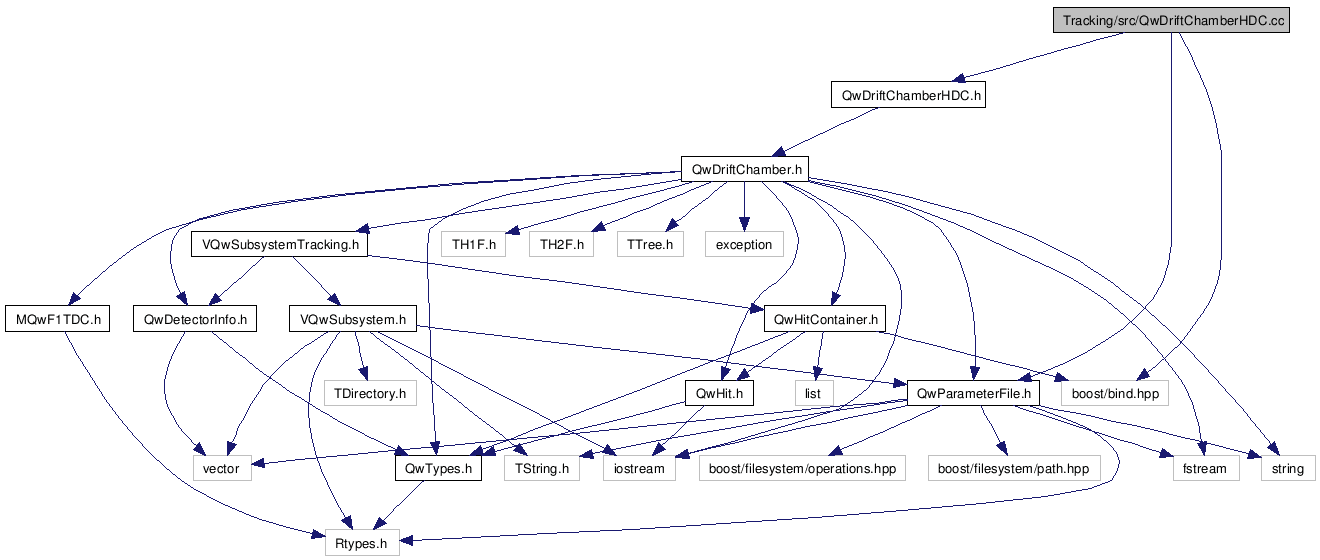 Tracking/src/QwDriftChamberHDC.cc
QwDriftChamberHDC.h
QwDriftChamber.h
VQwSubsystemTracking.h
TH1F.h
TH2F.h
TTree.h
exception
MQwF1TDC.h
QwDetectorInfo.h
VQwSubsystem.h
QwHitContainer.h
TDirectory.h
QwHit.h
list
QwParameterFile.h
boost/bind.hpp
vector
QwTypes.h
TString.h
iostream
boost/filesystem/operations.hpp
boost/filesystem/path.hpp
fstream
string
Rtypes.h